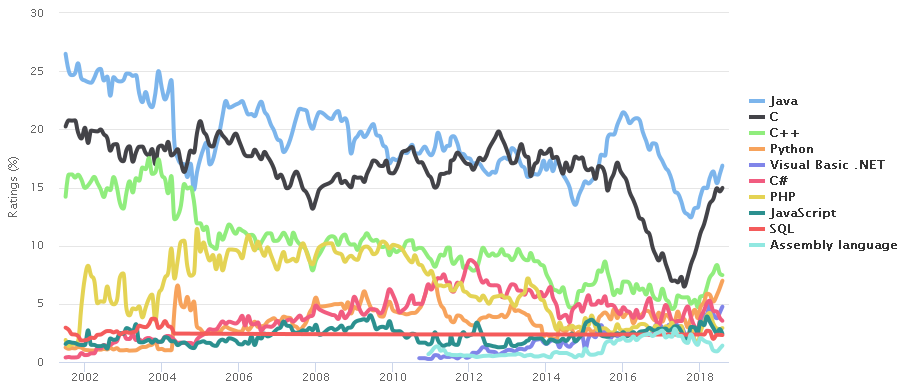 30
25
20
15
10
5
0
Ratings (%)
2002 2004 2006 2008 2010 2012 2014 2016 2018
Java
C
C++
Python
Visual Basic .NET
C#
PHP
JavaScript
SQL
Assembly language